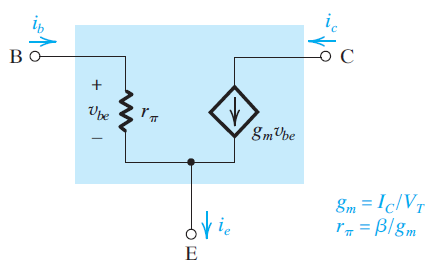 i_b
i_c
B
C
+
v_be
r_π
−
g_m v_be
i_e
E
g_m = I_C/V_T
r_π = β/g_m